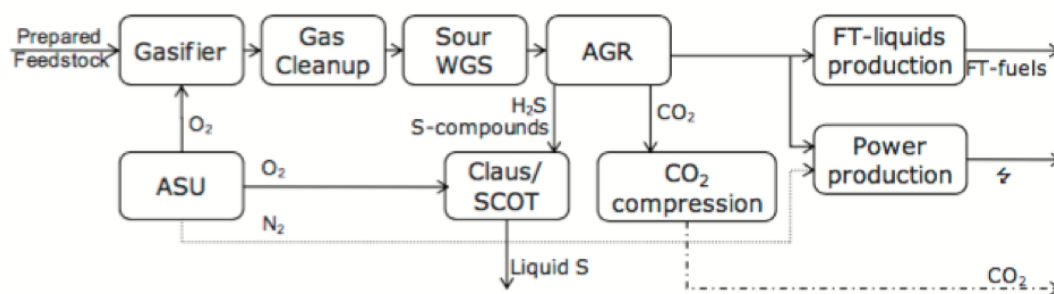 Prepared
Feedstock
Gasifier
Gas
Cleanup
Sour
WGS
AGR
FT-liquids
production
FT-fuels
O₂
H₂S
S-compounds
CO₂
Power
production
ASU
O₂
Claus/
SCOT
CO₂
compression
N₂
Liquid S
CO₂